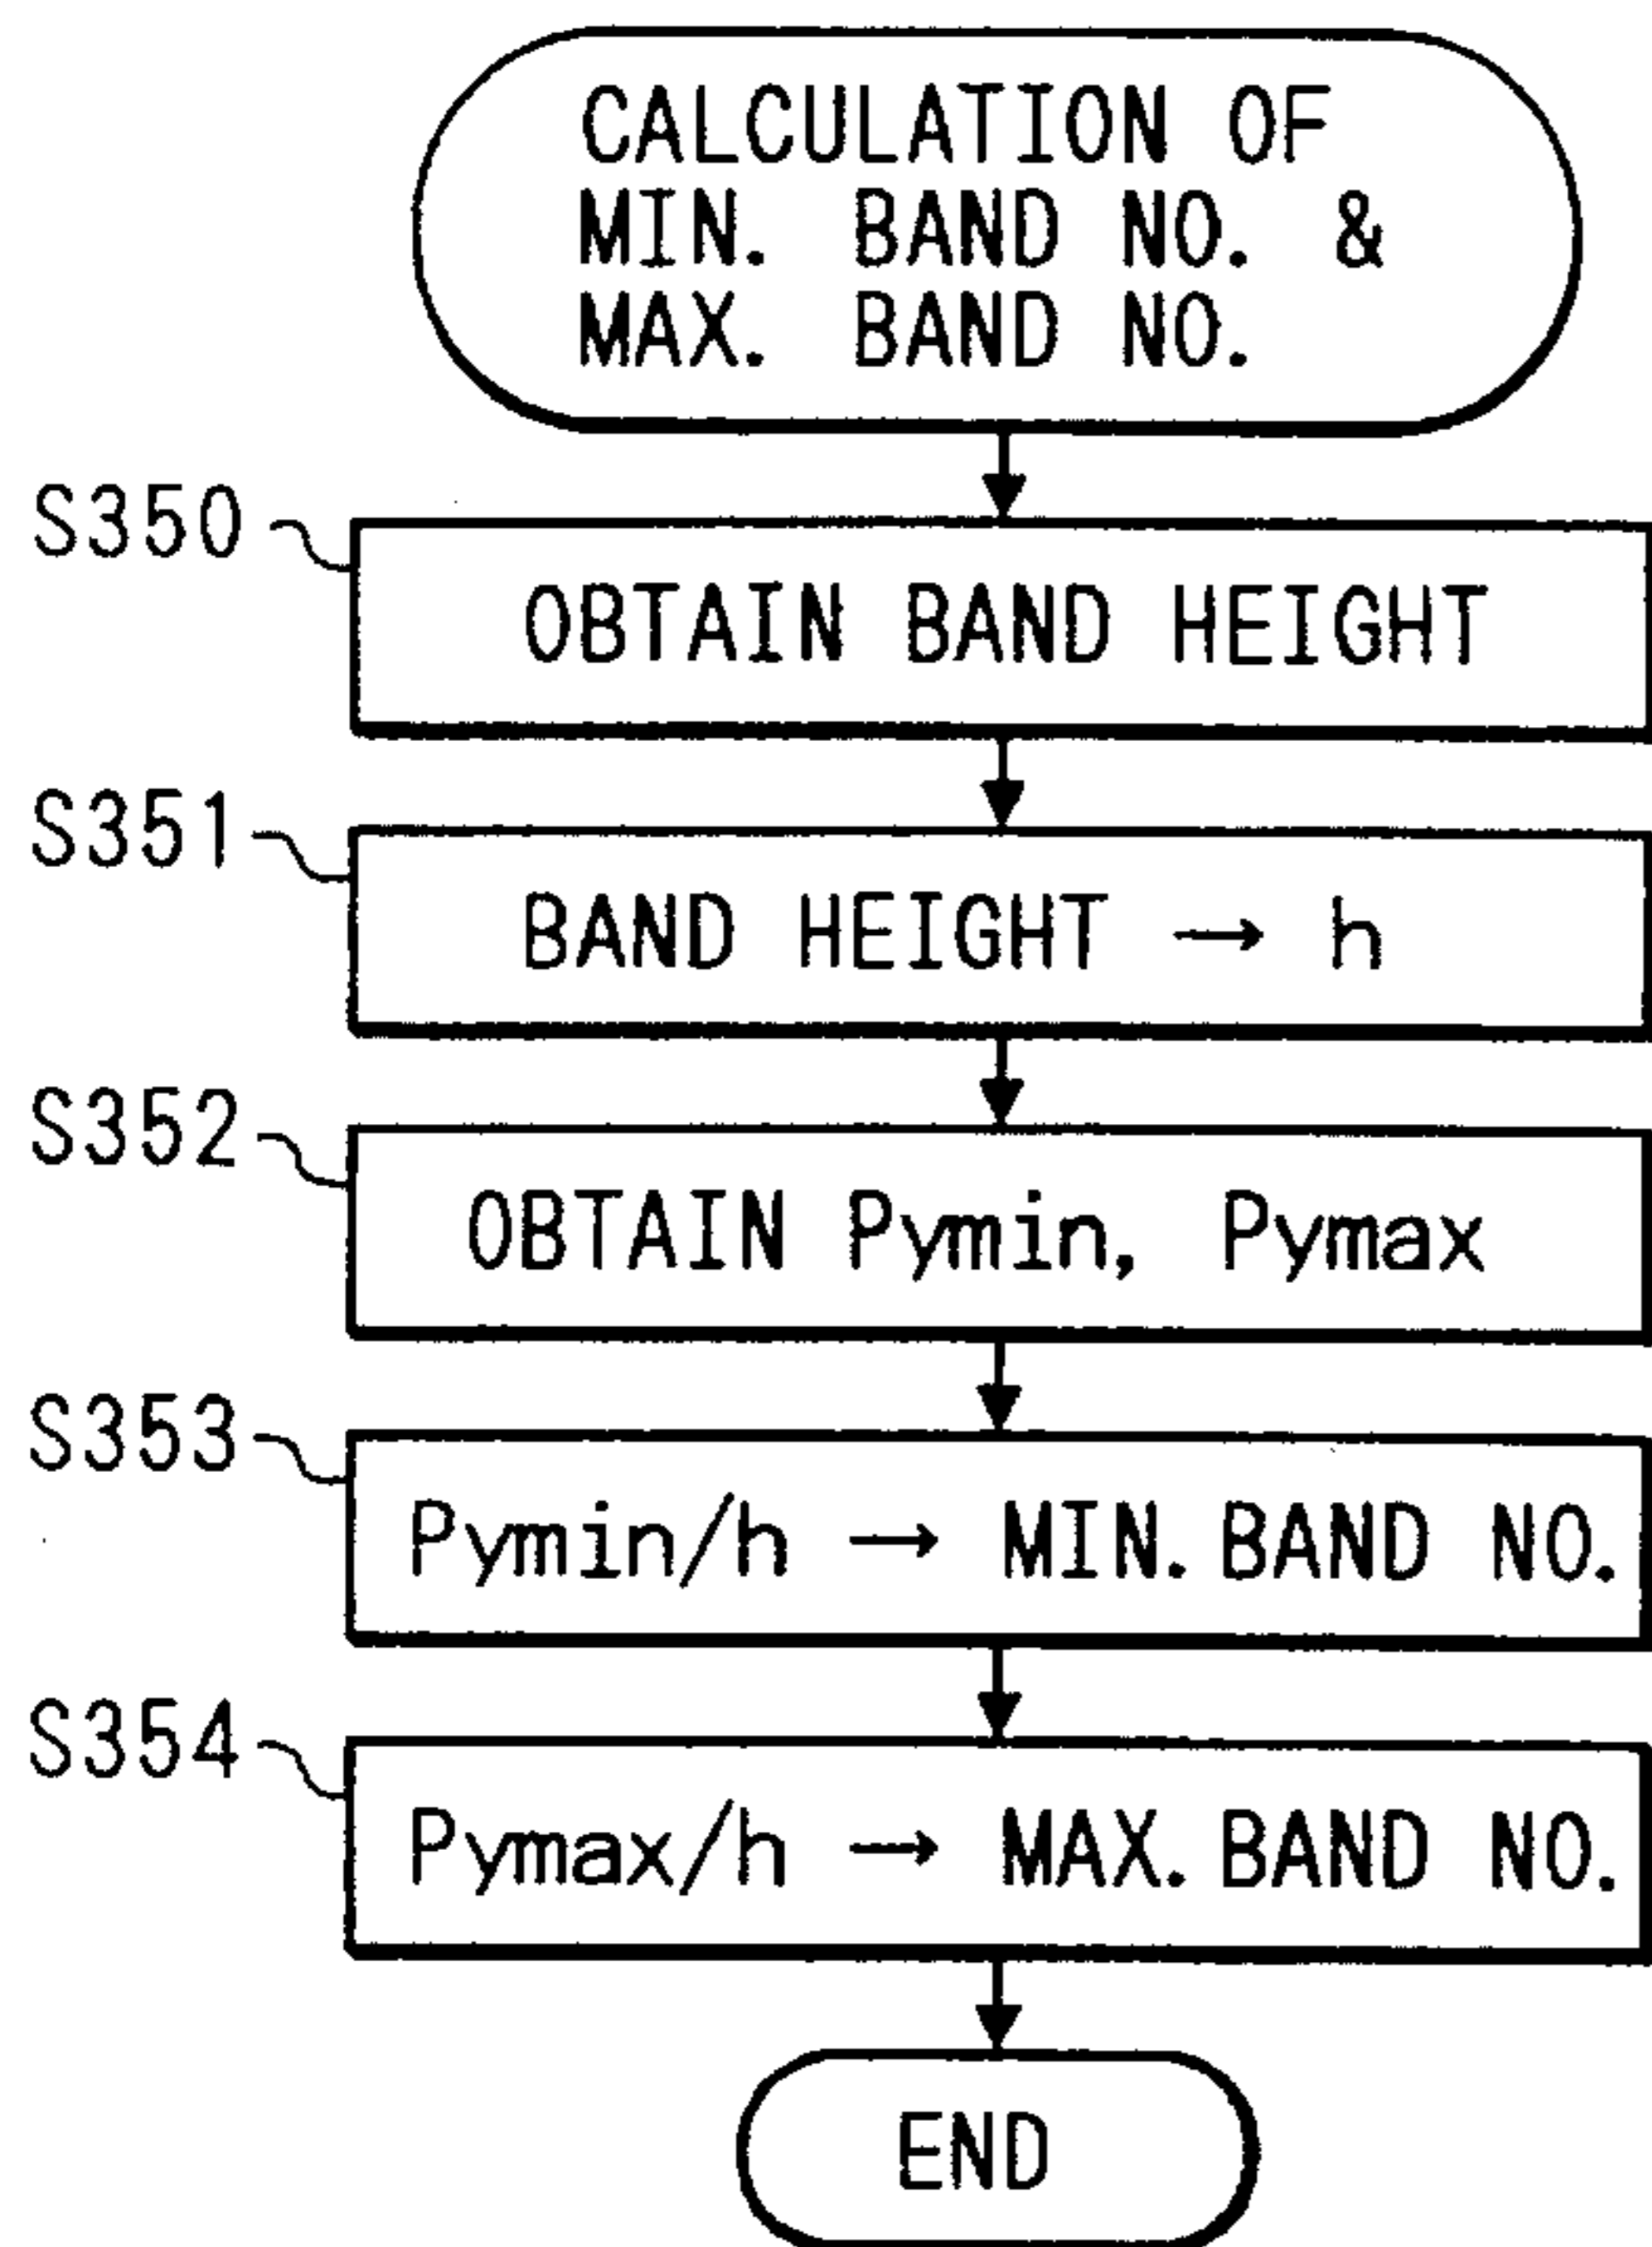 CALCULATION OF
MIN. BAND NO. &
MAX. BAND NO.
S350
OBTAIN BAND HEIGHT
S351
BAND HEIGHT → h
S352
OBTAIN Pymin, Pymax
S353
Pymin/h → MIN. BAND NO.
S354
Pymax/h → MAX. BAND NO.
END